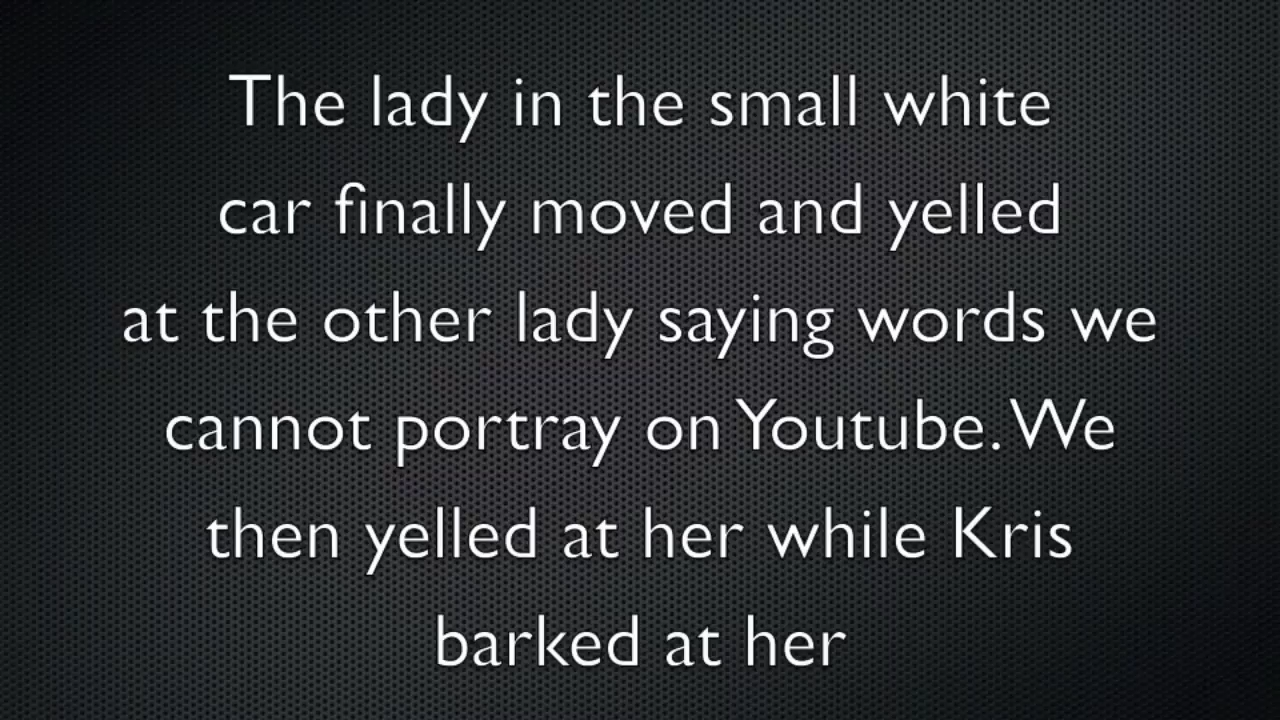 The lady in the small white
car finally moved and yelled
at the other lady saying words we
cannot portray on Youtube. We
then yelled at her while Kris
barked at her